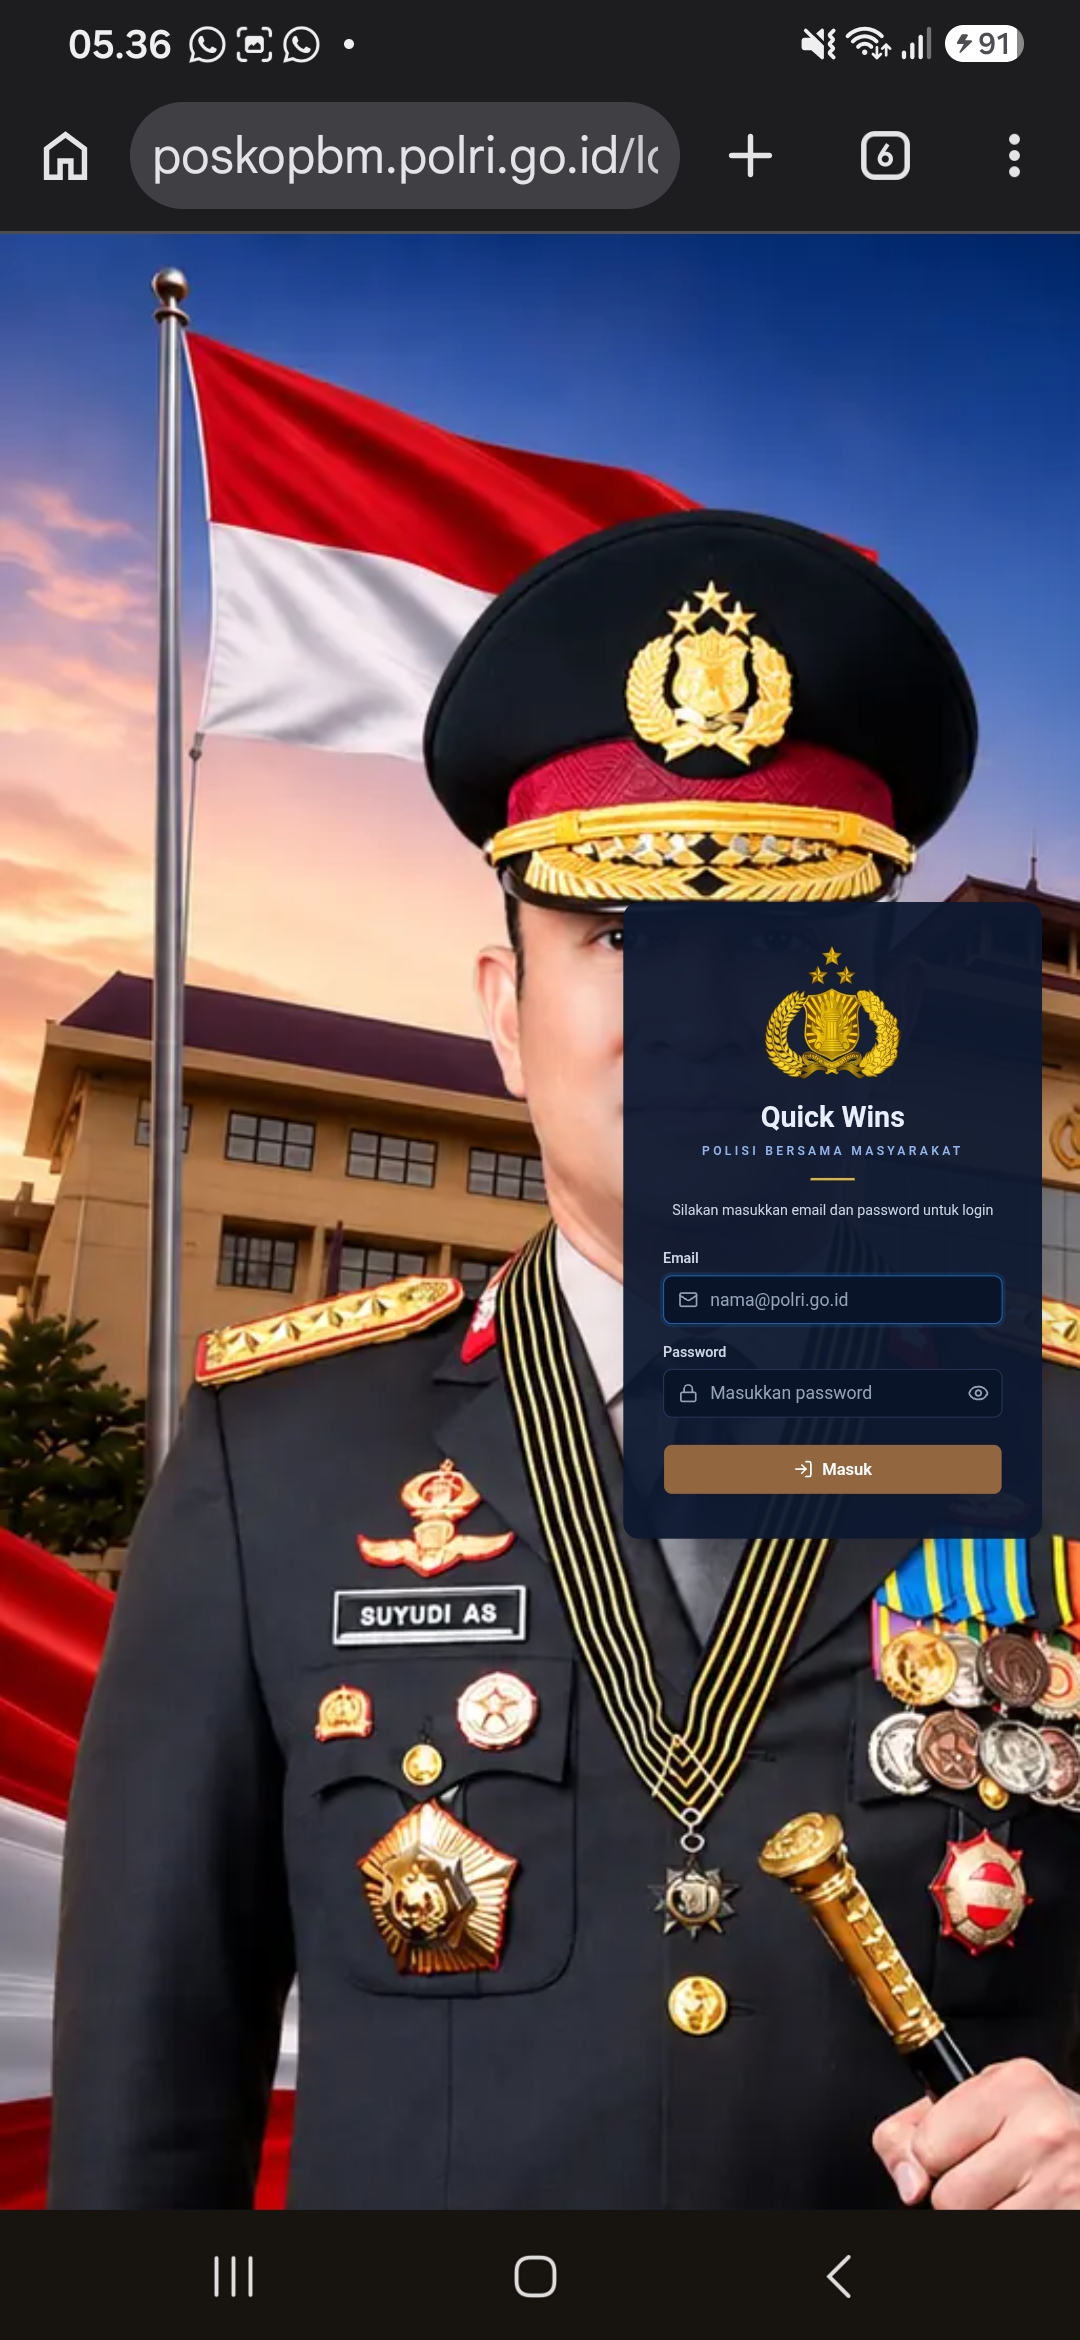 05.36
91
poskopbm.polri.go.id/lo
6
Quick Wins
POLISI BERSAMA MASYARAKAT
Silakan masukkan email dan password untuk login
Email
nama@polri.go.id
Password
Masukkan password
Masuk
SUYUDI AS